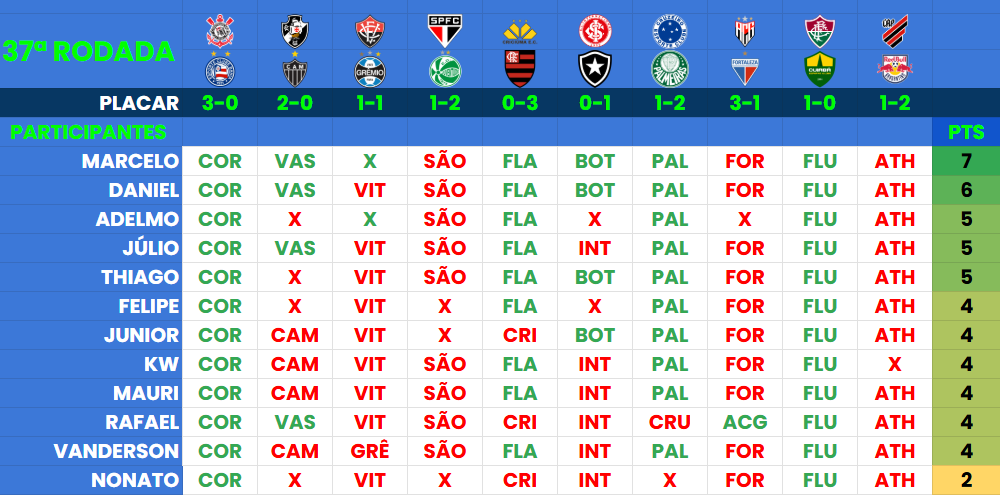 SPFC
CAP
C A M
GRÊMIO
FORTALEZA
CUIABÁ
Red Bull
37ª RODADA
PLACAR 3-0 2-0 1-1 1-2 0-3 0-1 1-2 3-1 1-0 1-2
PARTICIPANTES PTS
MARCELO COR VAS X SÃO FLA BOT PAL FOR FLU ATH 7
DANIEL COR VAS VIT SÃO FLA BOT PAL FOR FLU ATH 6
ADELMO COR X X SÃO FLA X PAL X FLU ATH 5
JÚLIO COR VAS VIT SÃO FLA INT PAL FOR FLU ATH 5
THIAGO COR X VIT SÃO FLA BOT PAL FOR FLU ATH 5
FELIPE COR X VIT X FLA X PAL FOR FLU ATH 4
JUNIOR COR CAM VIT X CRI BOT PAL FOR FLU ATH 4
KW COR CAM VIT SÃO FLA INT PAL FOR FLU X 4
MAURI COR CAM VIT SÃO FLA INT PAL FOR FLU ATH 4
RAFAEL COR VAS VIT SÃO CRI INT CRU ACG FLU ATH 4
VANDERSON COR CAM GRÊ SÃO FLA INT PAL FOR FLU ATH 4
NONATO COR X VIT X CRI INT X FOR FLU ATH 2